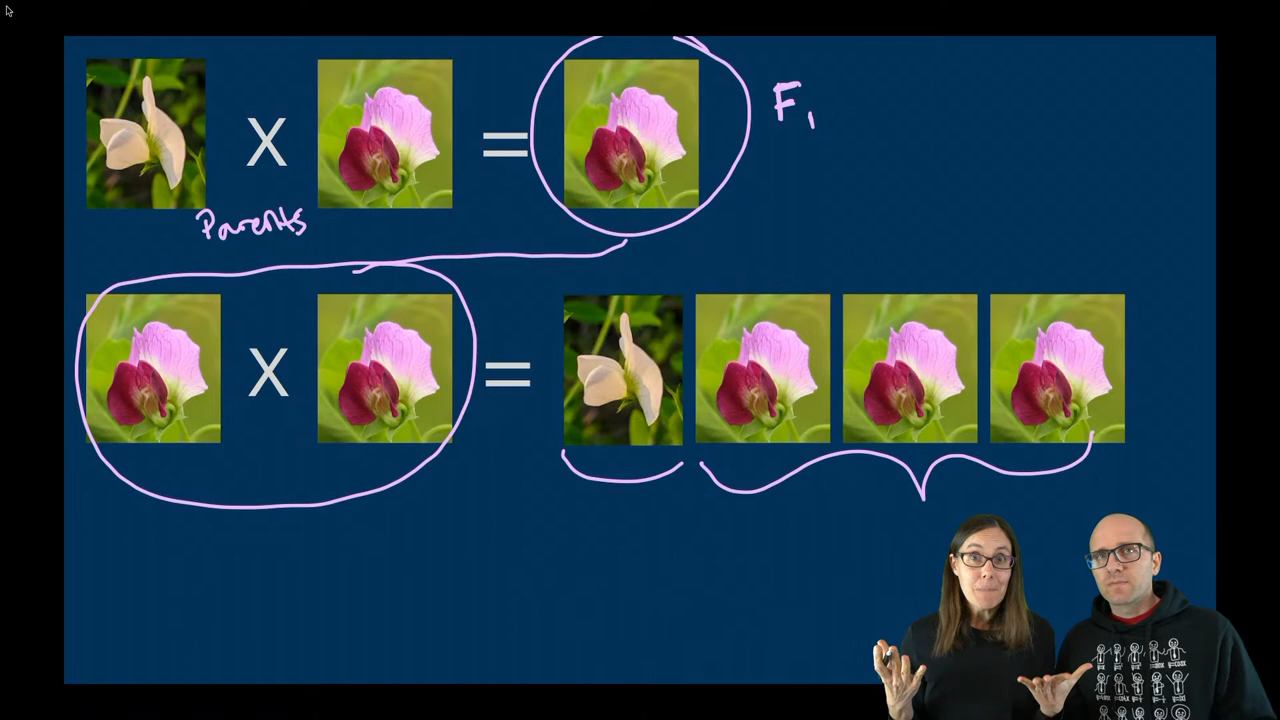 X = F1
Parents
X =